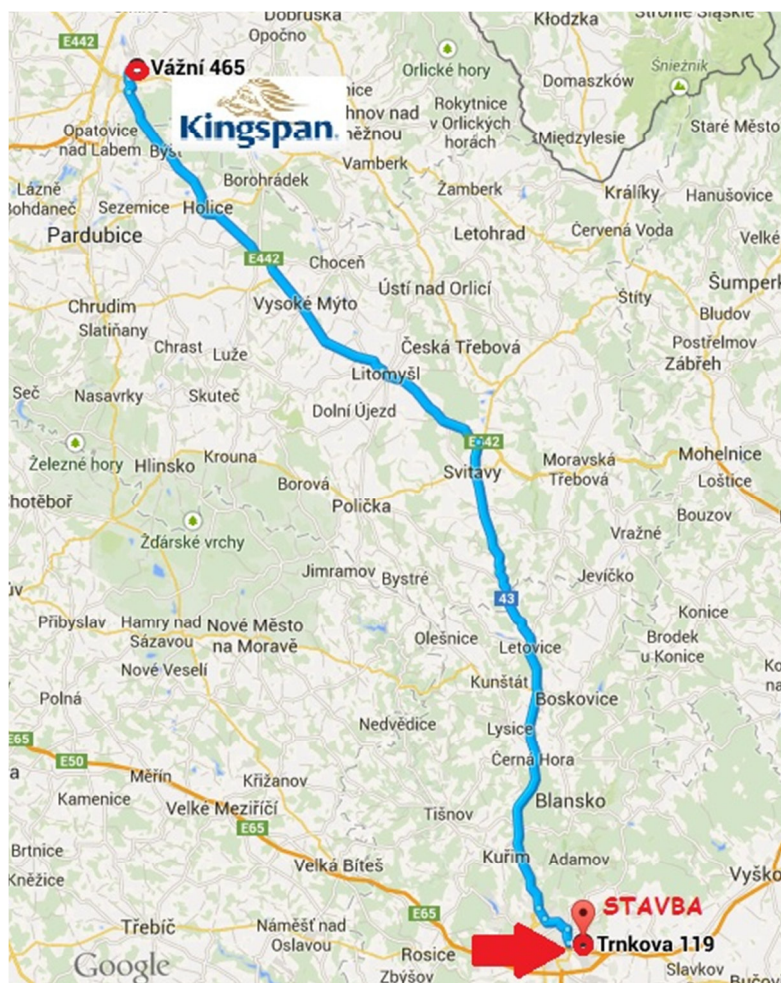 Dobruška
Stronie Śląskie
Kłodzka
E442
Opočno
Vážní 465
Orlické hory
Śnieżnik
Domaszków
Kingspan
Rokytnice
v Orlických
horách
Staré Město
Opatovice
nad Labem
Międzylesie
Vamberk
Borohrádek
Lázně
Bohdaneč
Sezemice
Holice
Žamberk
Králíky
Hanušovice
Pardubice
Letohrad
Červená Voda
Velké
E442
Choceň
Ústí nad Orlicí
Šumperk
Chrudim
Vysoké Mýto
Štíty
Bludov
Slatiňany
Chrast
Luže
Česká Třebová
Postřelmov
Zábřeh
Litomyšl
Seč
Nasavrky
Skuteč
Dolní Újezd
E442
Železné hory
Hlinsko
Krouna
Svitavy
Moravská
Třebová
Mohelnice
Loštice
Borová
Polička
Bouzov
Žďárské vrchy
Vražné
Jimramov
Bystré
Jevíčko
43
Konice
Přibyslav
Hamry nad
Sázavou
Nové Město
na Moravě
Olešnice
Letovice
Brodek
u Konice
Nové Veselí
Kunštát
Polná
Boskovice
Nedvědice
Lysice
E65
E50
Černá Hora
Měřín
Křižanov
Kamenice
Velké Meziříčí
Blansko
E65
Tišnov
Brtnice
Kuřim
Adamov
Velká Bíteš
Kněžice
Vyško
STAVBA
E65
Třebíč
Náměšť nad
Oslavou
Trnkova 119
Rosice
Google
Zbýšov
Slavkov
Bučov